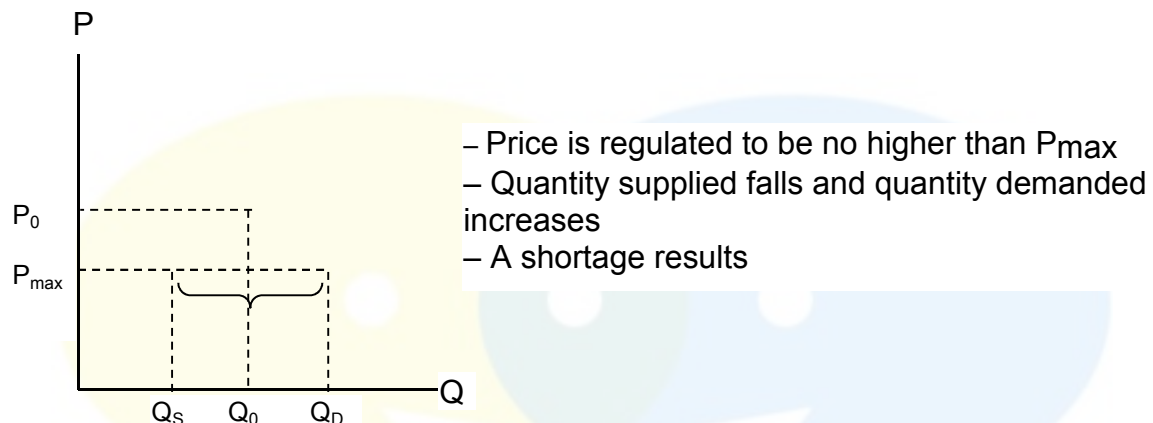 P
– Price is regulated to be no higher than Pmax
– Quantity supplied falls and quantity demanded
increases
– A shortage results
P0
Pmax
Q
QS Q0 QD